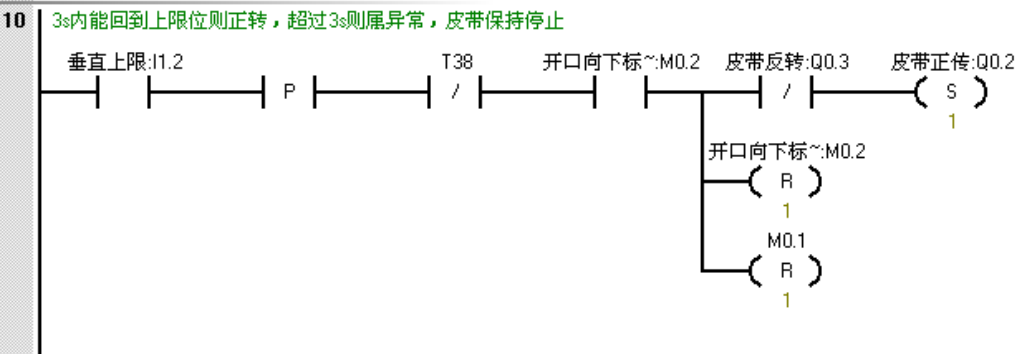 10 3s内能回到上限位则正转，超过3s则属异常，皮带保持停止
垂直上限:I1.2 T38 开口向下标~:M0.2 皮带反转:Q0.3 皮带正传:Q0.2
P / / S
1
开口向下标~:M0.2
R
1
M0.1
R
1